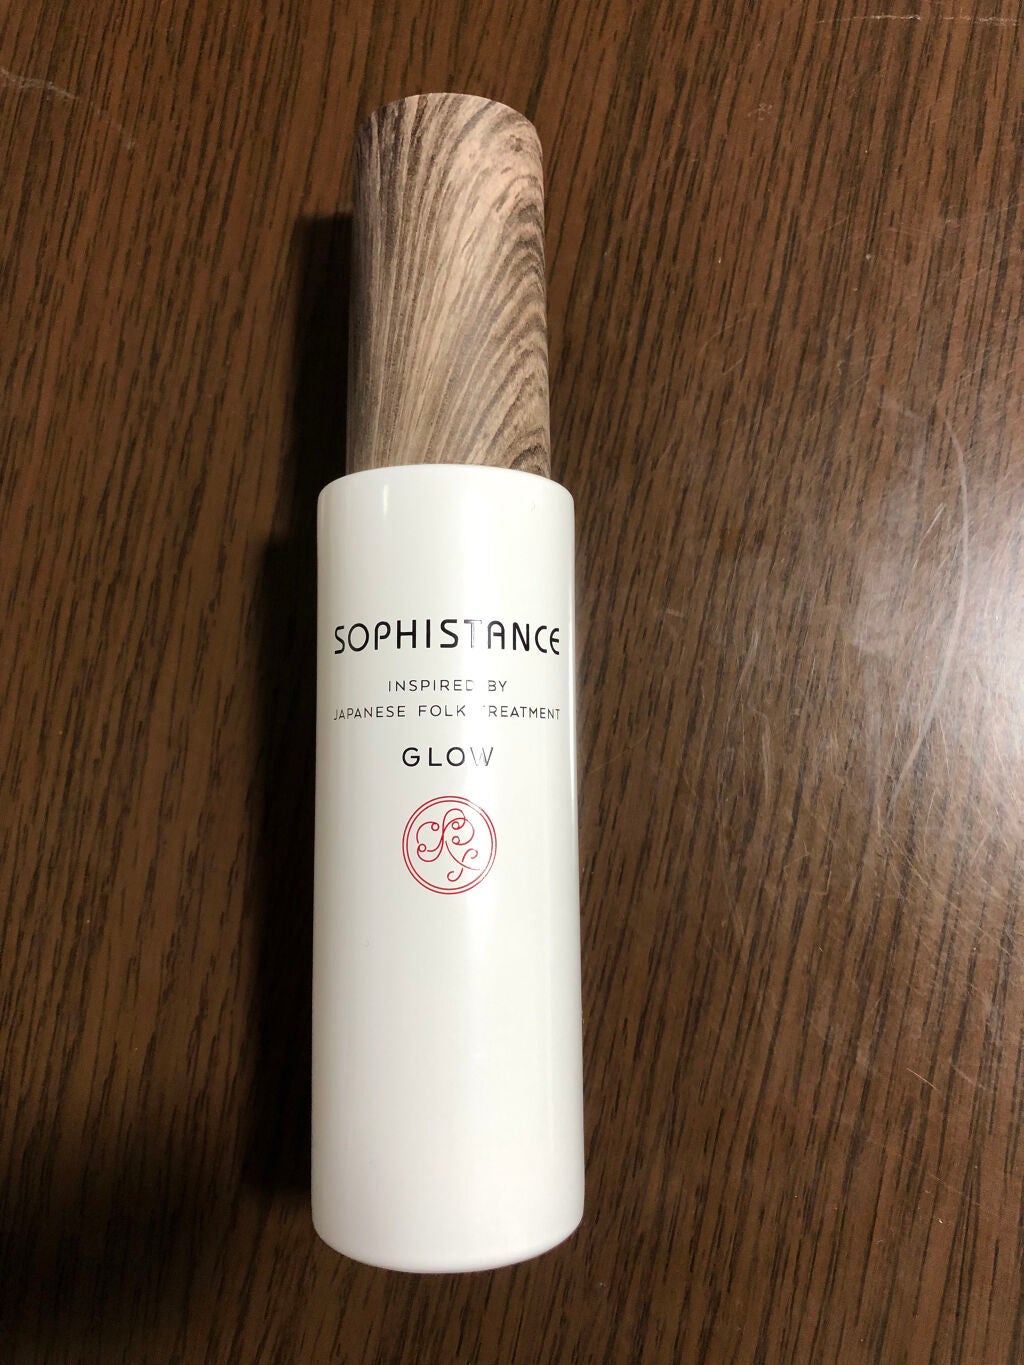 SOPHISTANCE
INSPIRED BY
JAPANESE FOLK TREATMENT
GLOW